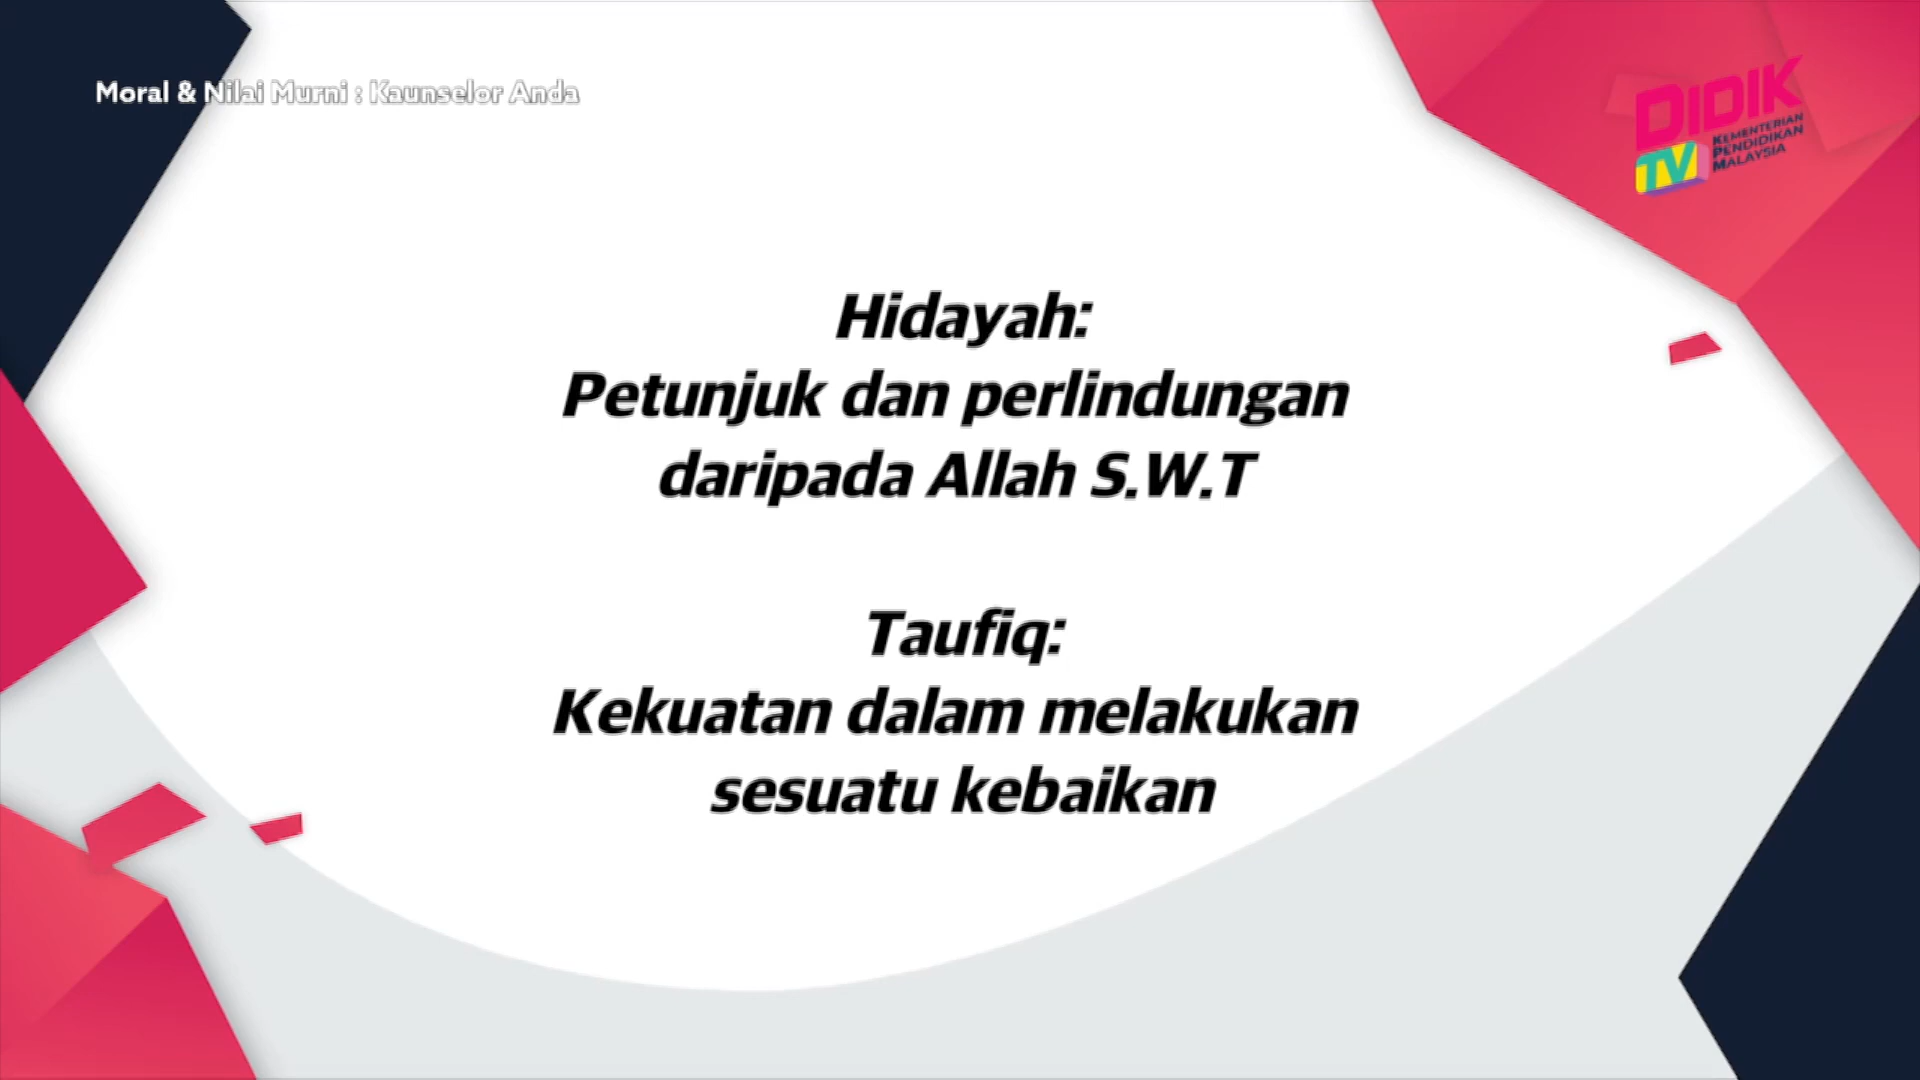 Moral & Nilai Murni : Kaunselor Anda
DIDIK
TV
KEMENTERIAN
PENDIDIKAN
MALAYSIA
Hidayah:
Petunjuk dan perlindungan
daripada Allah S.W.T
Taufiq:
Kekuatan dalam melakukan
sesuatu kebaikan